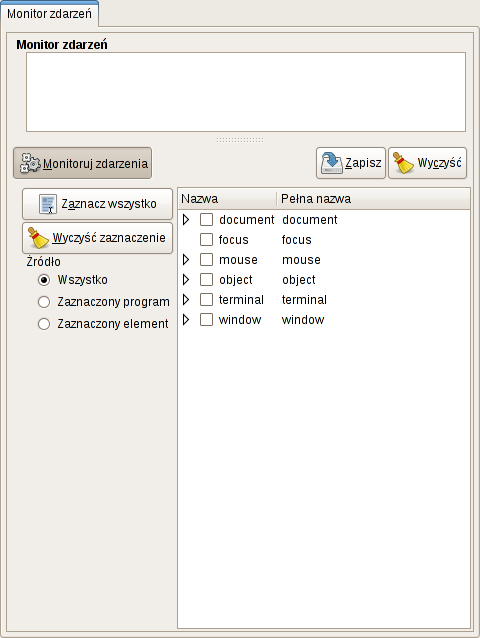 Monitor zdarzeń
Monitor zdarzeń
Monitoruj zdarzenia
Zapisz
Wyczyść
Zaznacz wszystko
Wyczyść zaznaczenie
Źródło
Wszystko
Zaznaczony program
Zaznaczony element
Nazwa Pełna nazwa
document document
focus focus
mouse mouse
object object
terminal terminal
window window